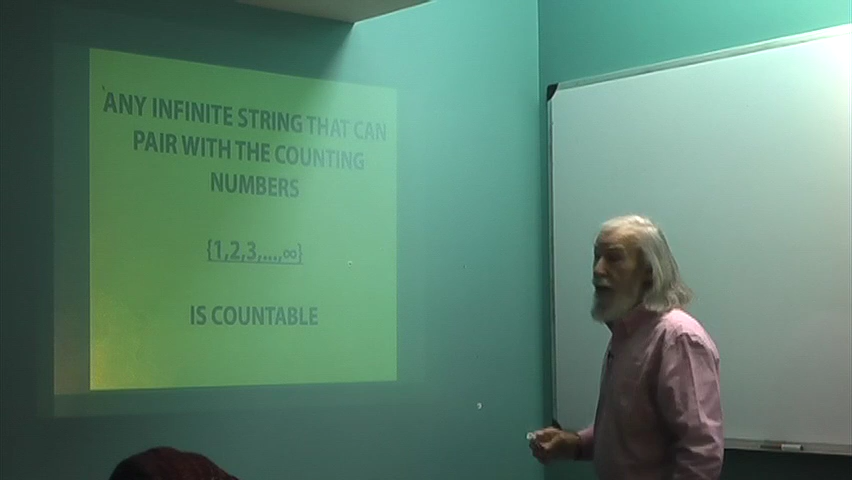 ANY INFINITE STRING THAT CAN
PAIR WITH THE COUNTING
NUMBERS
{1,2,3,...,∞}
IS COUNTABLE